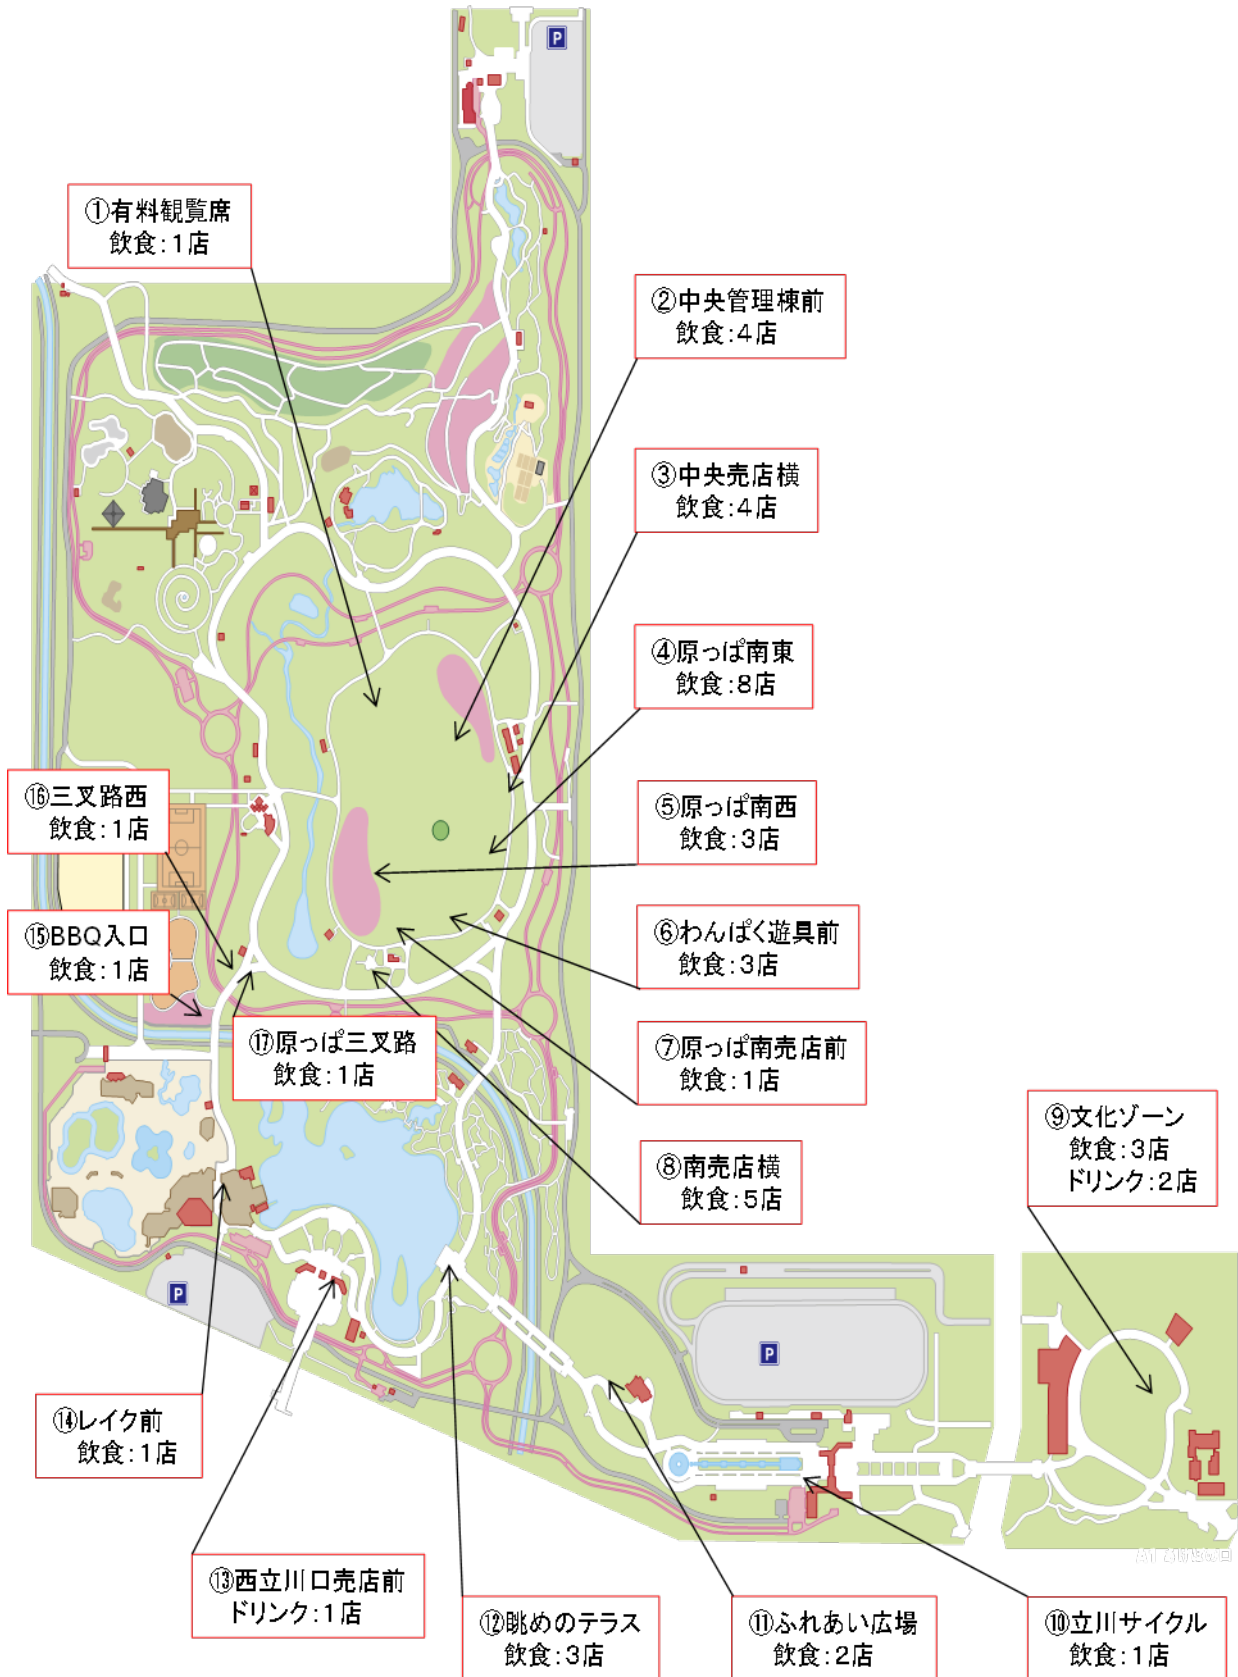 P
①有料観覧席
飲食:1店
②中央管理棟前
飲食:4店
③中央売店横
飲食:4店
④原っぱ南東
飲食:8店
⑤原っぱ南西
飲食:3店
⑯三叉路西
飲食:1店
⑥わんぱく遊具前
飲食:3店
⑮BBQ入口
飲食:1店
⑰原っぱ三叉路
飲食:1店
⑦原っぱ南売店前
飲食:1店
⑨文化ゾーン
飲食:3店
ドリンク:2店
⑧南売店横
飲食:5店
P
P
⑭レイク前
飲食:1店
⑬西立川口売店前
ドリンク:1店
⑫眺めのテラス
飲食:3店
⑪ふれあい広場
飲食:2店
⑩立川サイクル
飲食:1店